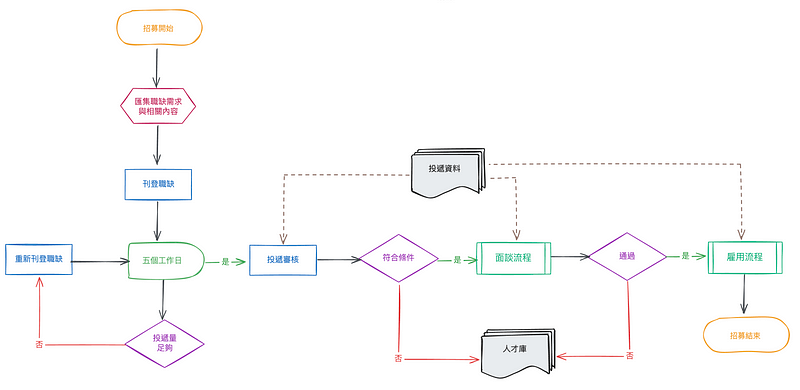 招募開始
匯集職缺需求
與相關內容
刊登職缺
重新刊登職缺
五個工作日
是
投遞量
足夠
否
投遞資料
投遞審核
符合條件
是
面談流程
通過
是
雇用流程
否
人才庫
否
招募結束